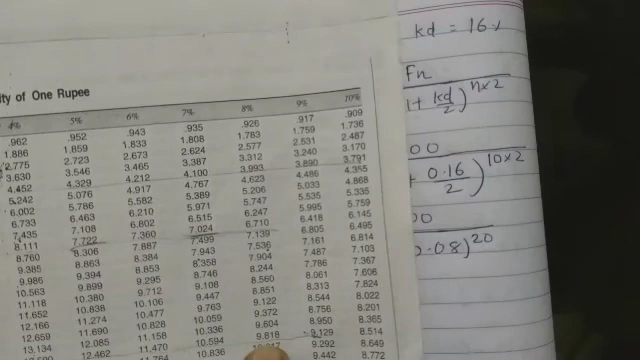 ity of One Rupee
4% 5% 6% 7% 8% 9% 10%
.962 .952 .943 .935 .926 .917 .909
1.886 1.859 1.833 1.808 1.783 1.759 1.736
2.775 2.723 2.673 2.624 2.577 2.531 2.487
3.630 3.546 3.465 3.387 3.312 3.240 3.170
4.452 4.329 4.212 4.100 3.993 3.890 3.791
5.242 5.076 4.917 4.767 4.623 4.486 4.355
6.002 5.786 5.582 5.389 5.206 5.033 4.868
6.733 6.463 6.210 5.971 5.747 5.535 5.335
7.435 7.108 6.802 6.515 6.247 5.995 5.759
8.111 7.722 7.360 7.024 6.710 6.418 6.145
8.760 8.306 7.887 7.499 7.139 6.805 6.495
9.385 8.863 8.384 7.943 7.536 7.161 6.814
9.986 9.394 8.853 8.358 7.904 7.487 7.103
10.563 9.899 9.295 8.746 8.244 7.786 7.367
11.118 10.380 9.712 9.108 8.560 8.061 7.606
11.652 10.838 10.106 9.447 8.851 8.313 7.824
12.166 11.274 10.477 9.763 9.122 8.544 8.022
12.659 11.690 10.828 10.059 9.372 8.756 8.201
13.134 12.085 11.158 10.336 9.604 8.950 8.365
12.462 11.470 10.594 9.818 9.129 8.514
10.836 9.292 8.649
9.442 8.772
kd = 16%
Fn
1 + kd/2)^n×2
00
+ 0.16/2)^10×2
00
0.08)^20